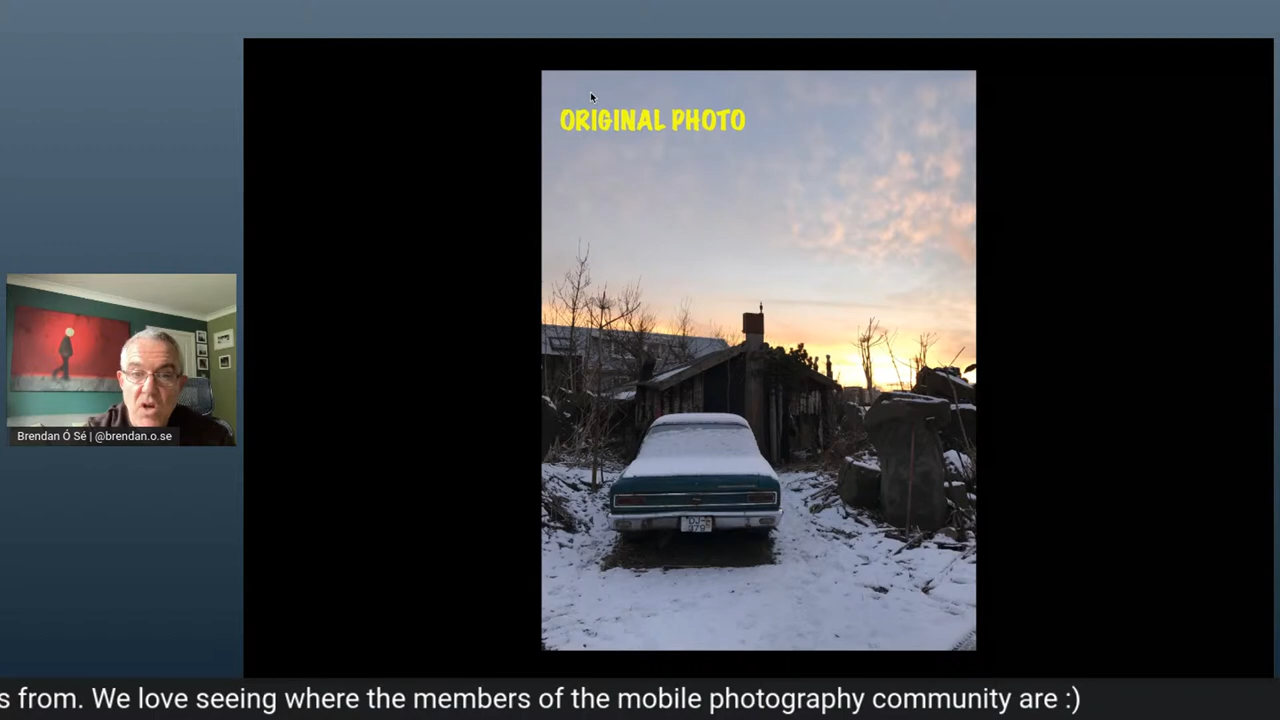 ORIGINAL PHOTO
Brendan Ó Sé | @brendan.o.se
s from. We love seeing where the members of the mobile photography community are :)